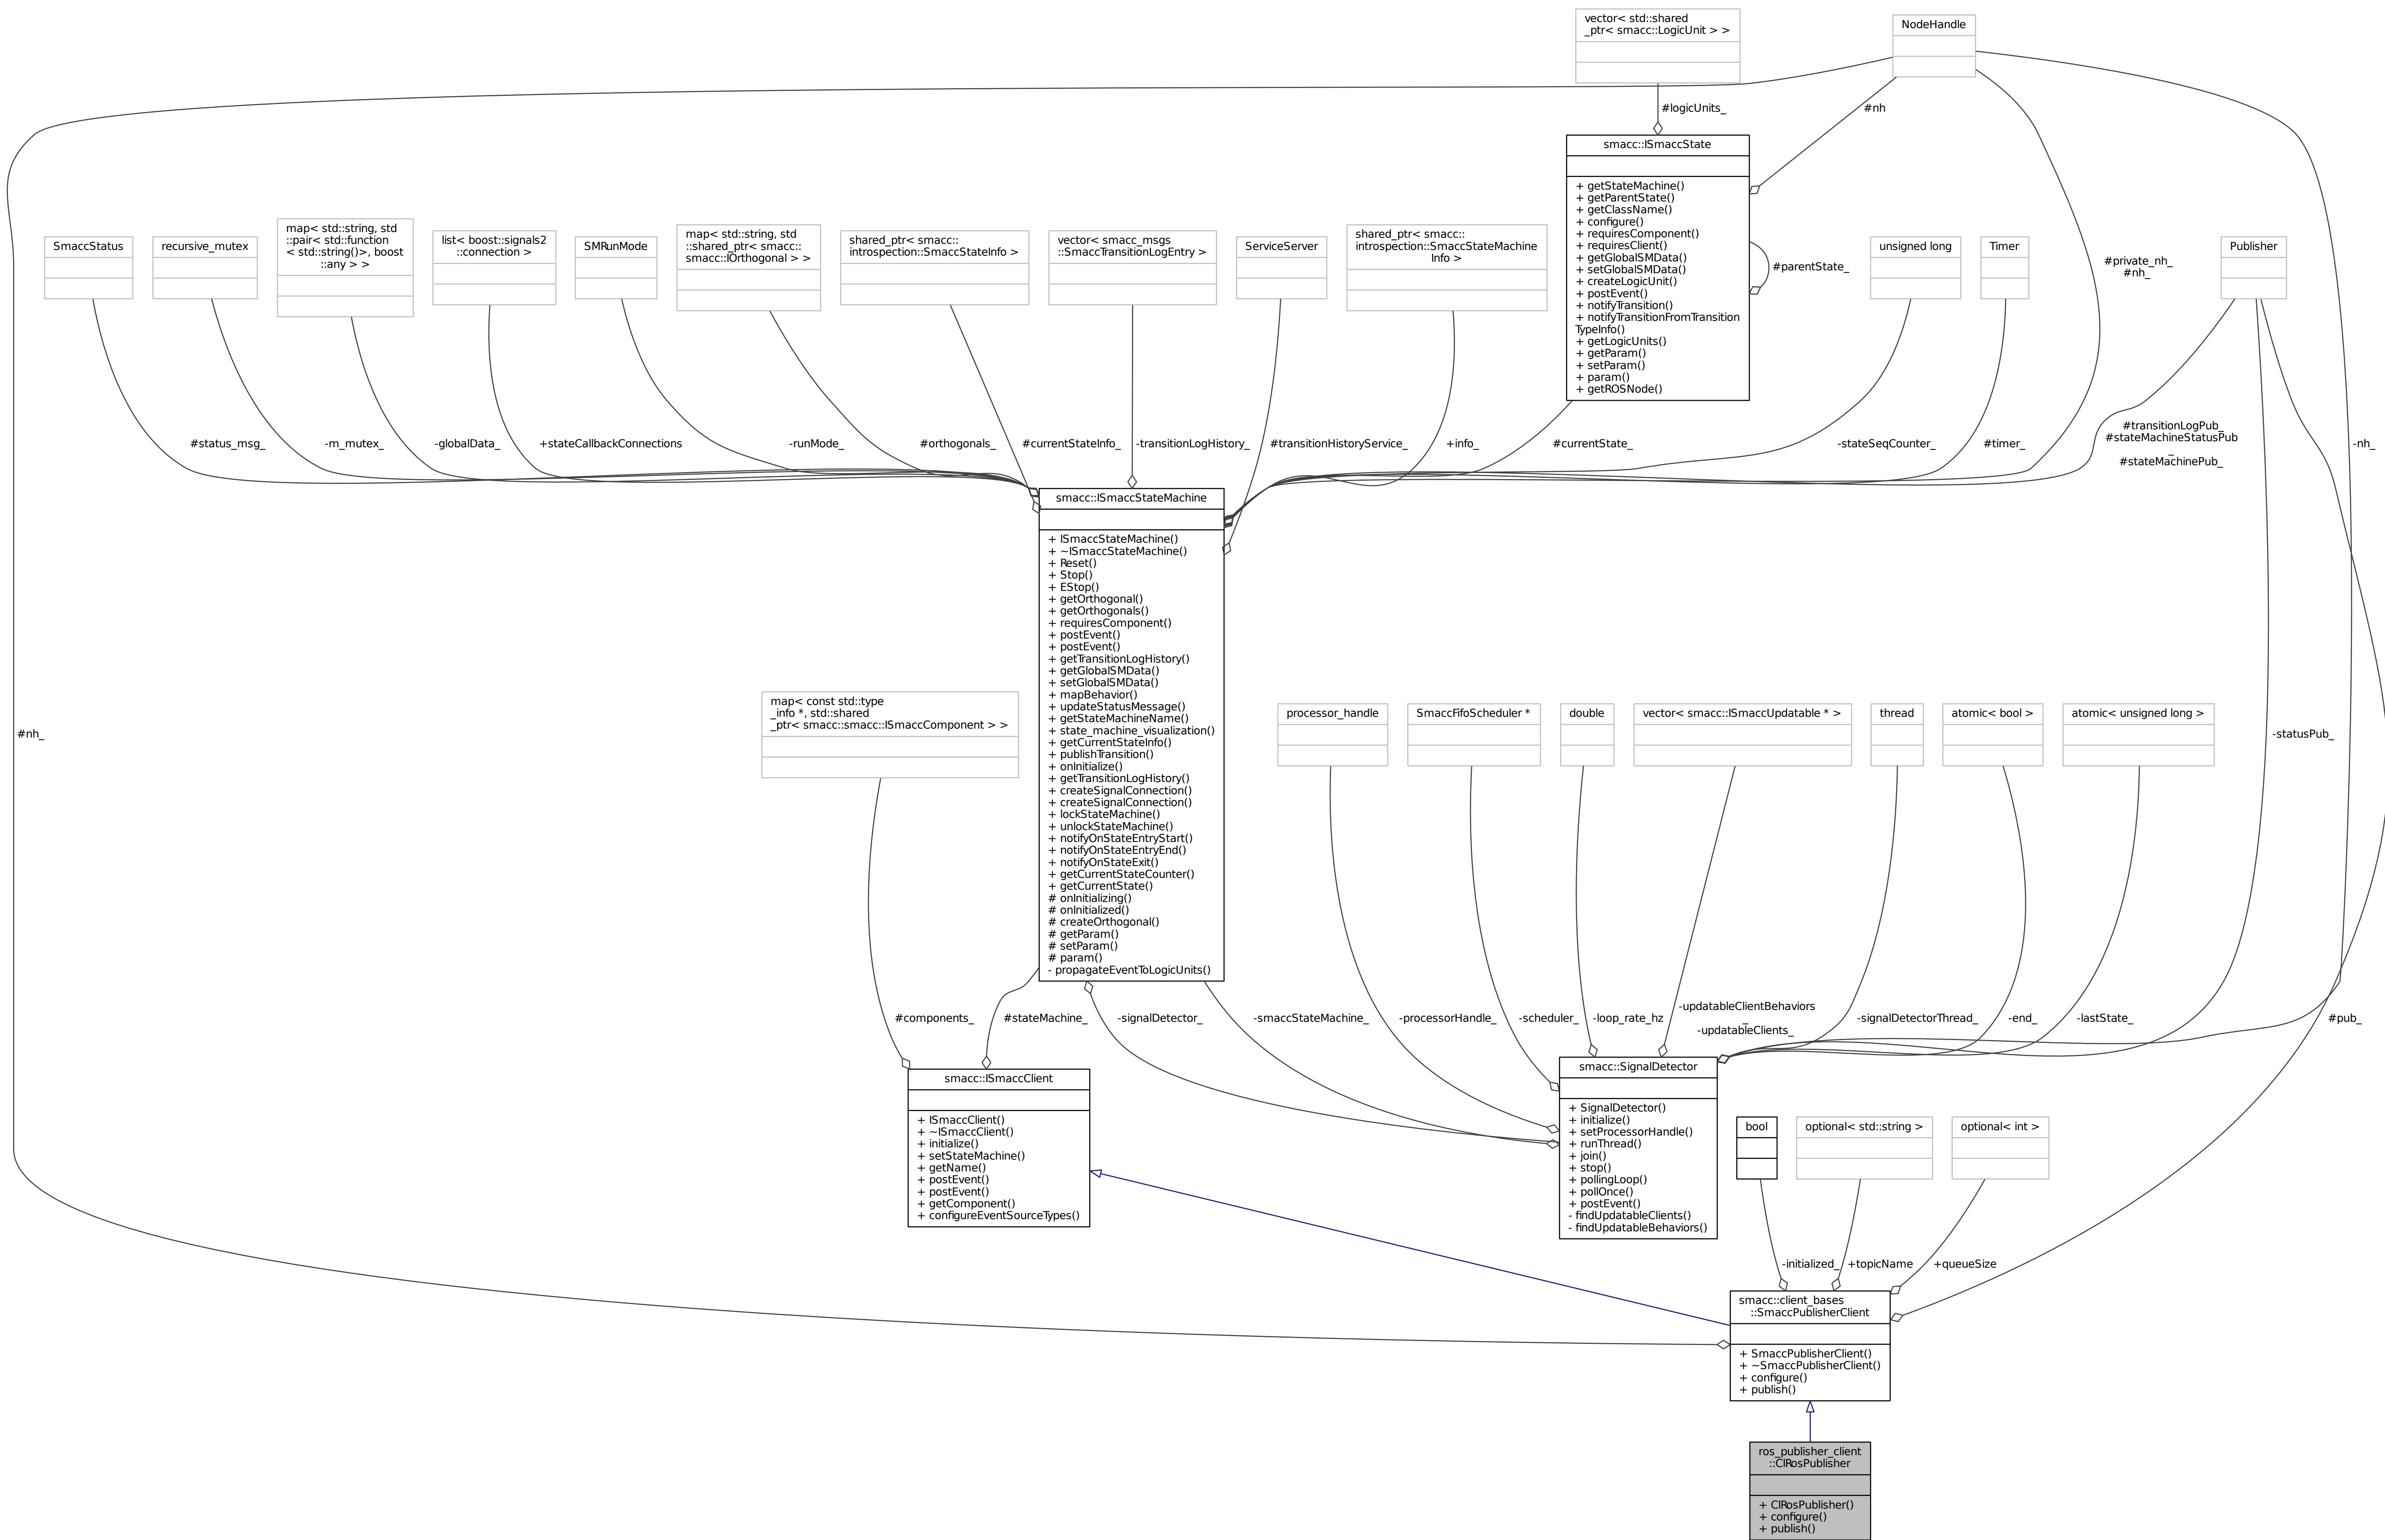 vector< std::shared
_ptr< smacc::LogicUnit > >
NodeHandle
#logicUnits_
#nh
smacc::ISmaccState
+ getStateMachine()
+ getParentState()
+ getClassName()
+ configure()
+ requiresComponent()
+ requiresClient()
+ getGlobalSMData()
+ setGlobalSMData()
+ createLogicUnit()
+ postEvent()
+ notifyTransition()
+ notifyTransitionFromTransition
TypeInfo()
+ getLogicUnits()
+ getParam()
+ setParam()
+ param()
+ getROSNode()
#parentState_
SmaccStatus
recursive_mutex
map< std::string, std
::pair< std::function
< std::string()>, boost
::any > >
list< boost::signals2
::connection >
SMRunMode
map< std::string, std
::shared_ptr< smacc::
smacc::IOrthogonal > >
shared_ptr< smacc::
introspection::SmaccStateInfo >
vector< smacc_msgs
::SmaccTransitionLogEntry >
ServiceServer
shared_ptr< smacc::
introspection::SmaccStateMachine
Info >
unsigned long
Timer
#private_nh_
#nh_
Publisher
#status_msg_
-m_mutex_
-globalData_
+stateCallbackConnections
-runMode_
#orthogonals_
#currentStateInfo_
-transitionLogHistory_
#transitionHistoryService_
+info_
#currentState_
-stateSeqCounter_
#timer_
#transitionLogPub_
#stateMachineStatusPub
_
#stateMachinePub_
-nh_
smacc::ISmaccStateMachine
+ ISmaccStateMachine()
+ ~ISmaccStateMachine()
+ Reset()
+ Stop()
+ EStop()
+ getOrthogonal()
+ getOrthogonals()
+ requiresComponent()
+ postEvent()
+ postEvent()
+ getTransitionLogHistory()
+ getGlobalSMData()
+ setGlobalSMData()
+ mapBehavior()
+ updateStatusMessage()
+ getStateMachineName()
+ state_machine_visualization()
+ getCurrentStateInfo()
+ publishTransition()
+ onInitialize()
+ getTransitionLogHistory()
+ createSignalConnection()
+ createSignalConnection()
+ lockStateMachine()
+ unlockStateMachine()
+ notifyOnStateEntryStart()
+ notifyOnStateEntryEnd()
+ notifyOnStateExit()
+ getCurrentStateCounter()
+ getCurrentState()
# onInitializing()
# onInitialized()
# createOrthogonal()
# getParam()
# setParam()
# param()
- propagateEventToLogicUnits()
#nh_
map< const std::type
_info *, std::shared
_ptr< smacc::smacc::ISmaccComponent > >
processor_handle
SmaccFifoScheduler *
double
vector< smacc::ISmaccUpdatable * >
thread
atomic< bool >
atomic< unsigned long >
-statusPub_
#components_
#stateMachine_
-signalDetector_
-smaccStateMachine_
-processorHandle_
-scheduler_
-loop_rate_hz
-updatableClientBehaviors
_
-updatableClients_
-signalDetectorThread_
-end_
-lastState_
#pub_
smacc::ISmaccClient
+ ISmaccClient()
+ ~ISmaccClient()
+ initialize()
+ setStateMachine()
+ getName()
+ postEvent()
+ postEvent()
+ getComponent()
+ configureEventSourceTypes()
smacc::SignalDetector
+ SignalDetector()
+ initialize()
+ setProcessorHandle()
+ runThread()
+ join()
+ stop()
+ pollingLoop()
+ pollOnce()
+ postEvent()
- findUpdatableClients()
- findUpdatableBehaviors()
bool
optional< std::string >
optional< int >
-initialized_
+topicName
+queueSize
smacc::client_bases
::SmaccPublisherClient
+ SmaccPublisherClient()
+ ~SmaccPublisherClient()
+ configure()
+ publish()
ros_publisher_client
::ClRosPublisher
+ ClRosPublisher()
+ configure()
+ publish()